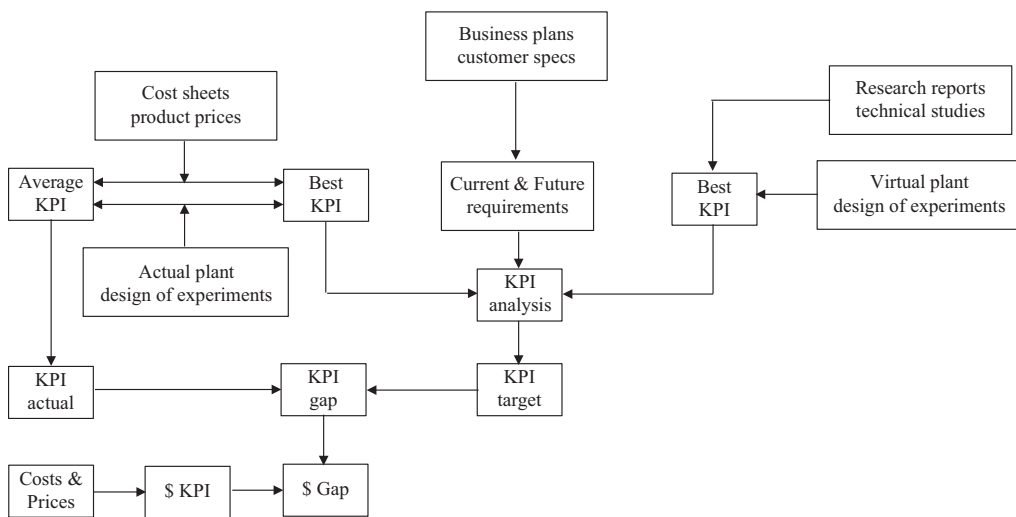 Business plans
customer specs
Cost sheets
product prices
Research reports
technical studies
Average
KPI
Best
KPI
Current & Future
requirements
Best
KPI
Virtual plant
design of experiments
Actual plant
design of experiments
KPI
analysis
KPI
actual
KPI
gap
KPI
target
Costs &
Prices
$ KPI
$ Gap